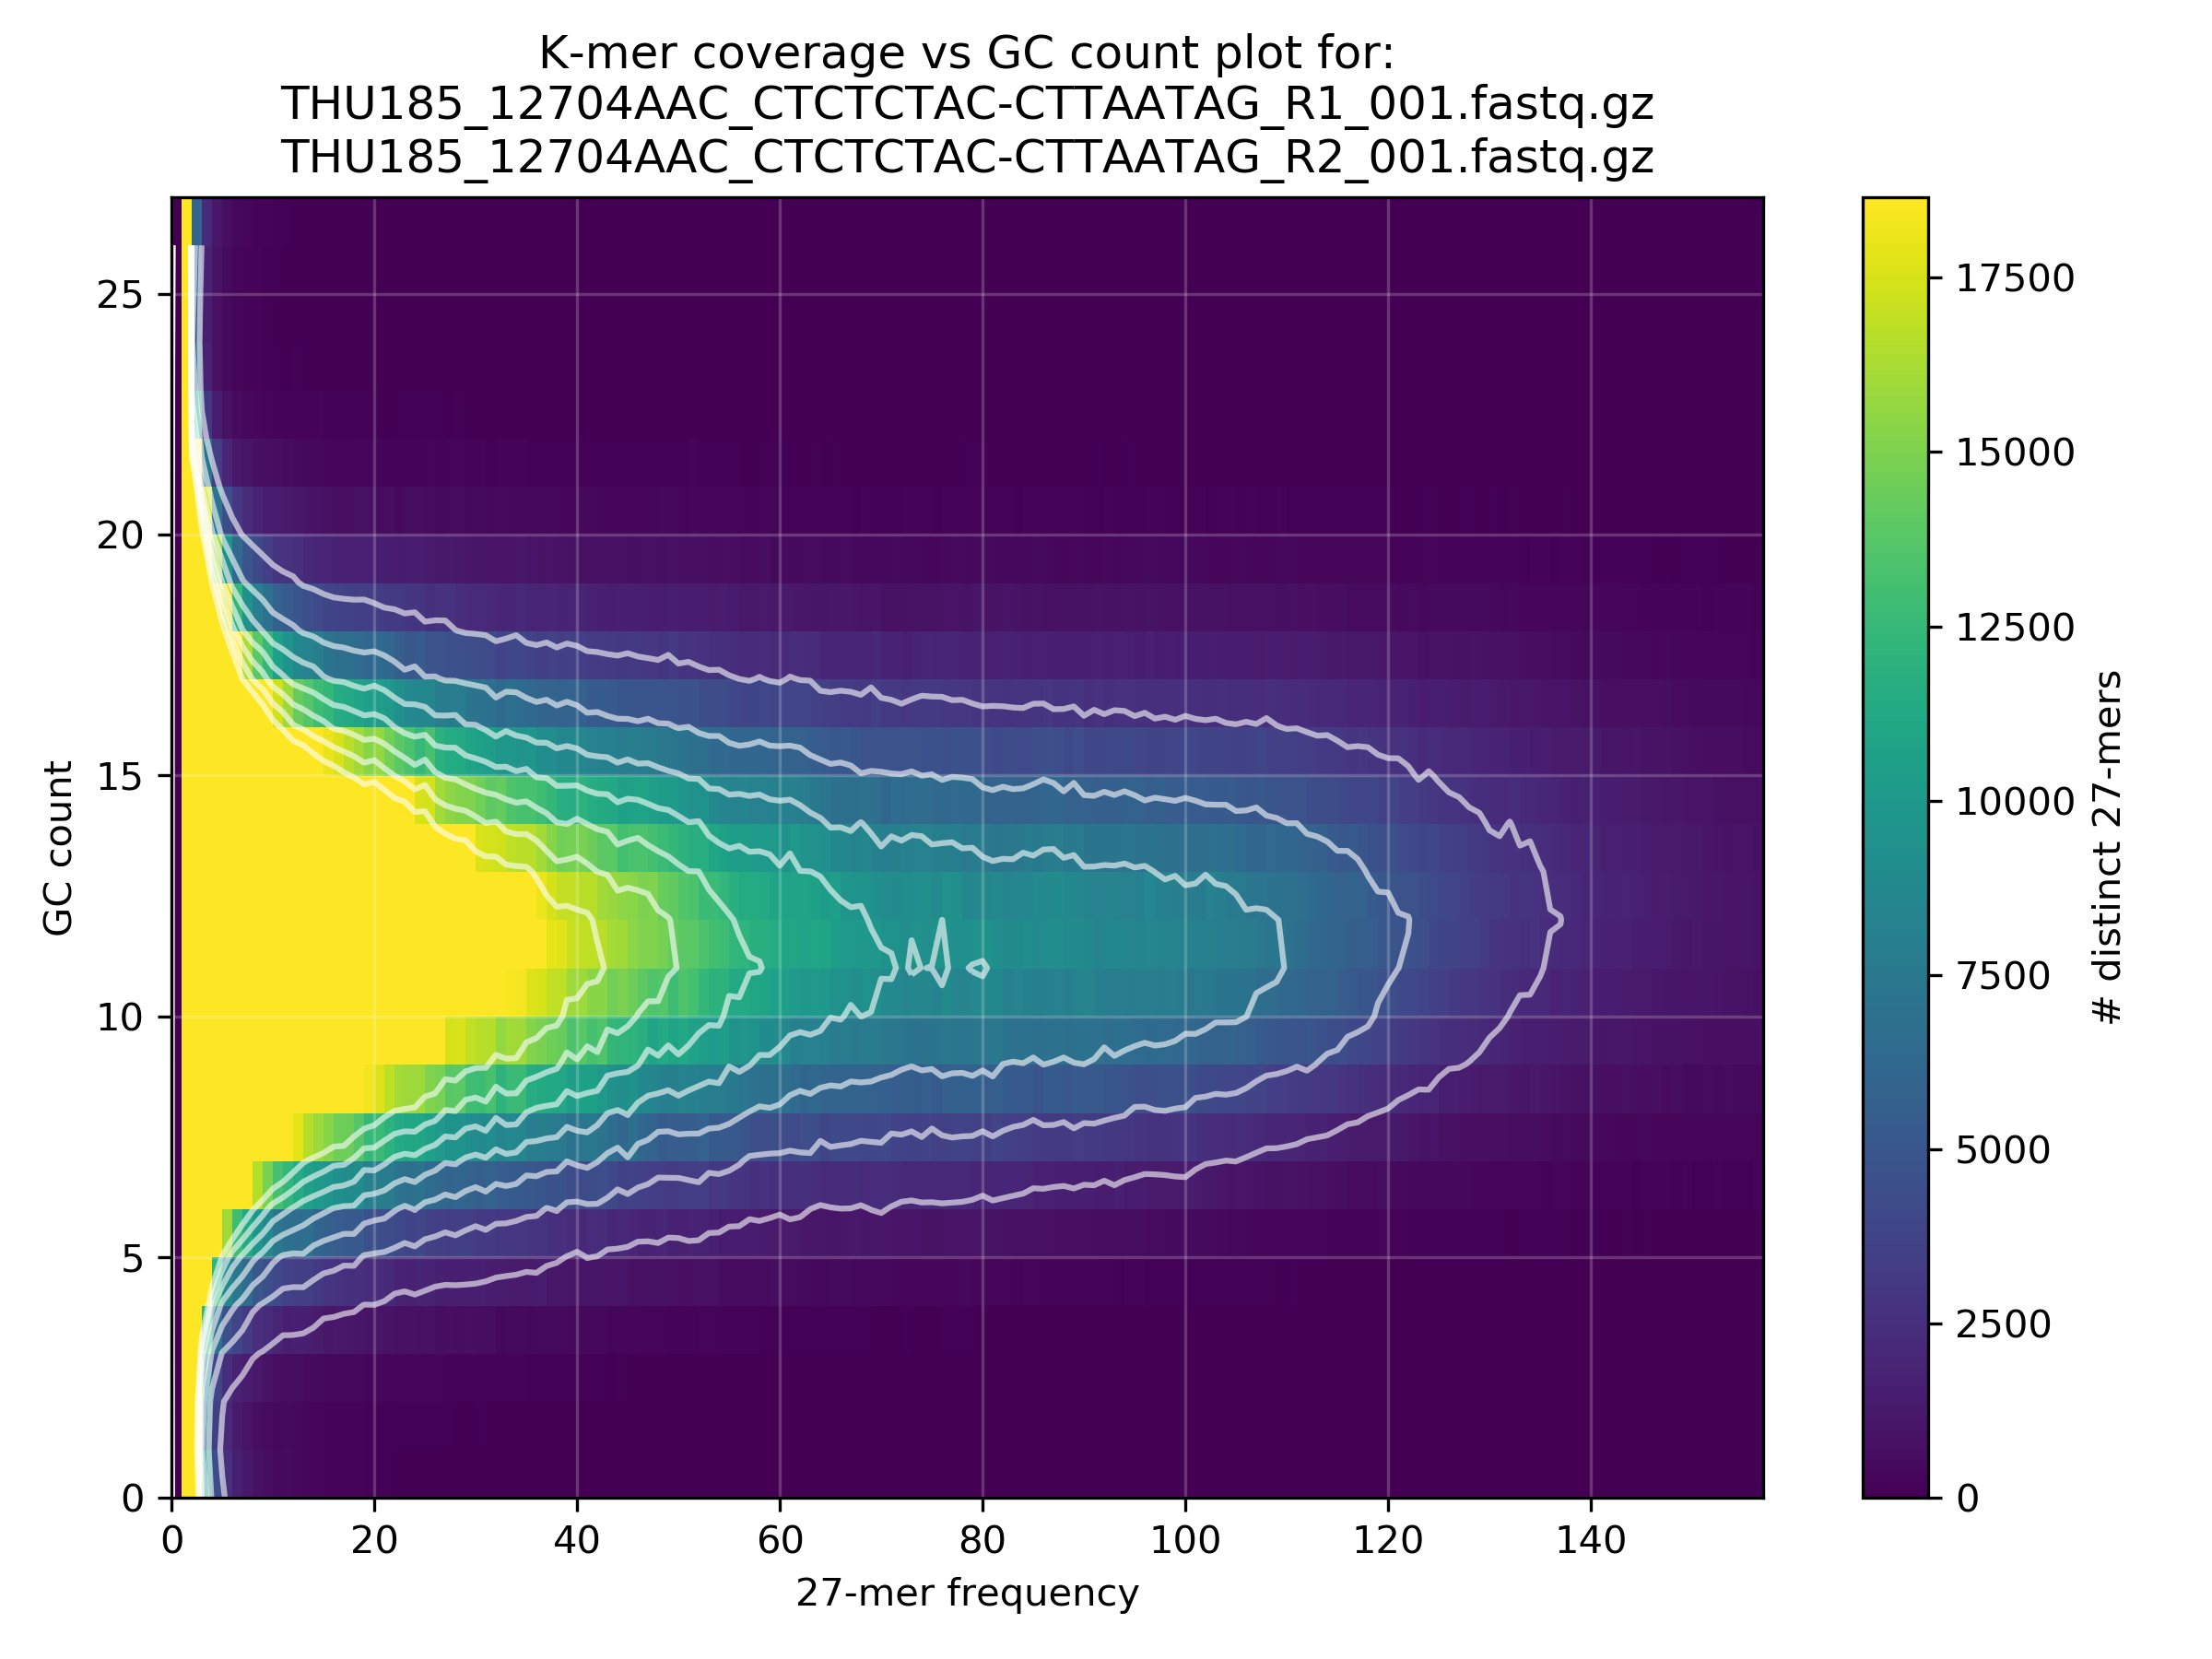 K-mer coverage vs GC count plot for:
THU185_12704AAC_CTCTCTAC-CTTAATAG_R1_001.fastq.gz
THU185_12704AAC_CTCTCTAC-CTTAATAG_R2_001.fastq.gz
25
20
15
10
5
0
GC count
0 20 40 60 80 100 120 140
27-mer frequency
17500
15000
12500
10000
7500
5000
2500
0
# distinct 27-mers